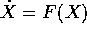 Ẋ = F(X)